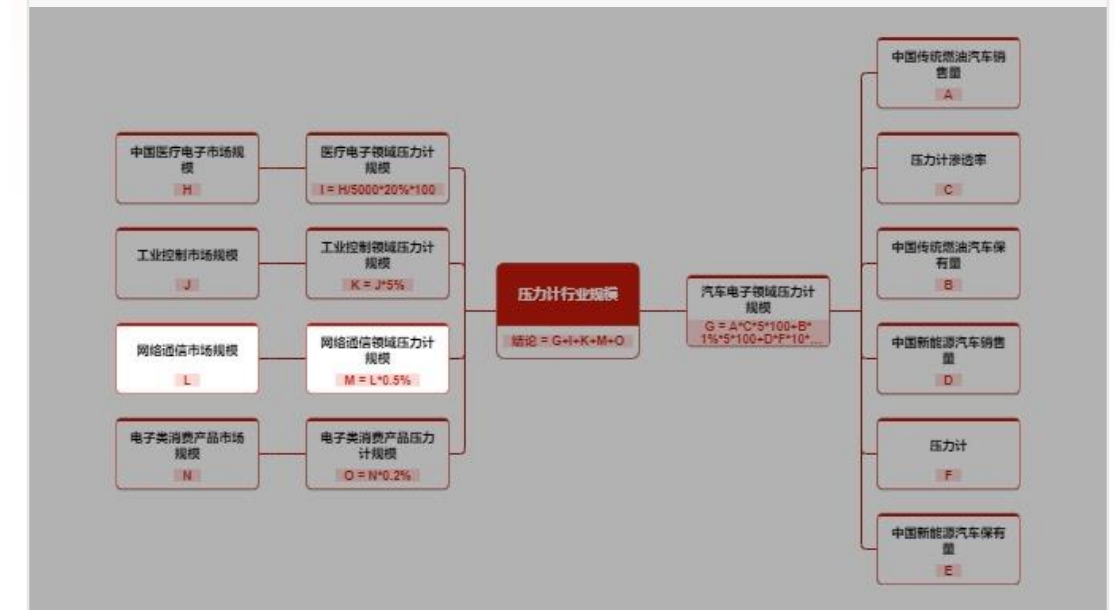 中国医疗电子市场规
模
H
医疗电子领域压力计
规模
I = H/5000*20%*100
工业控制市场规模
J
工业控制领域压力计
规模
K = J*5%
网络通信市场规模
L
网络通信领域压力计
规模
M = L*0.5%
电子类消费产品市场
规模
N
电子类消费产品压力
计规模
O = N*0.2%
压力计行业规模
结论 = G+I+K+M+O
汽车电子领域压力计
规模
G = A*C*5*100+B*
1%*5*100+D*F*10*...
中国传统燃油汽车销
售量
A
压力计渗透率
C
中国传统燃油汽车保
有量
B
中国新能源汽车销售
量
D
压力计
F
中国新能源汽车保有
量
E